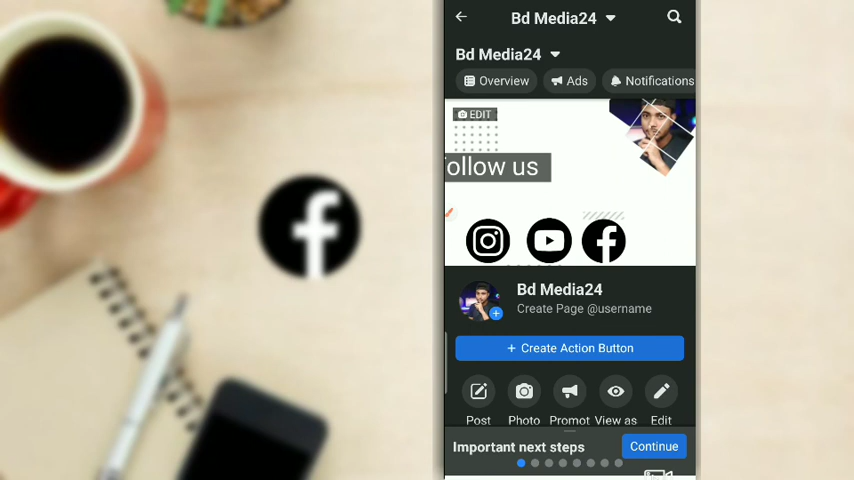 Bd Media24
Bd Media24
Overview
Ads
Notifications
EDIT
ollow us
Bd Media24
Create Page @username
+ Create Action Button
Post
Photo
Promot
View as
Edit
Important next steps
Continue